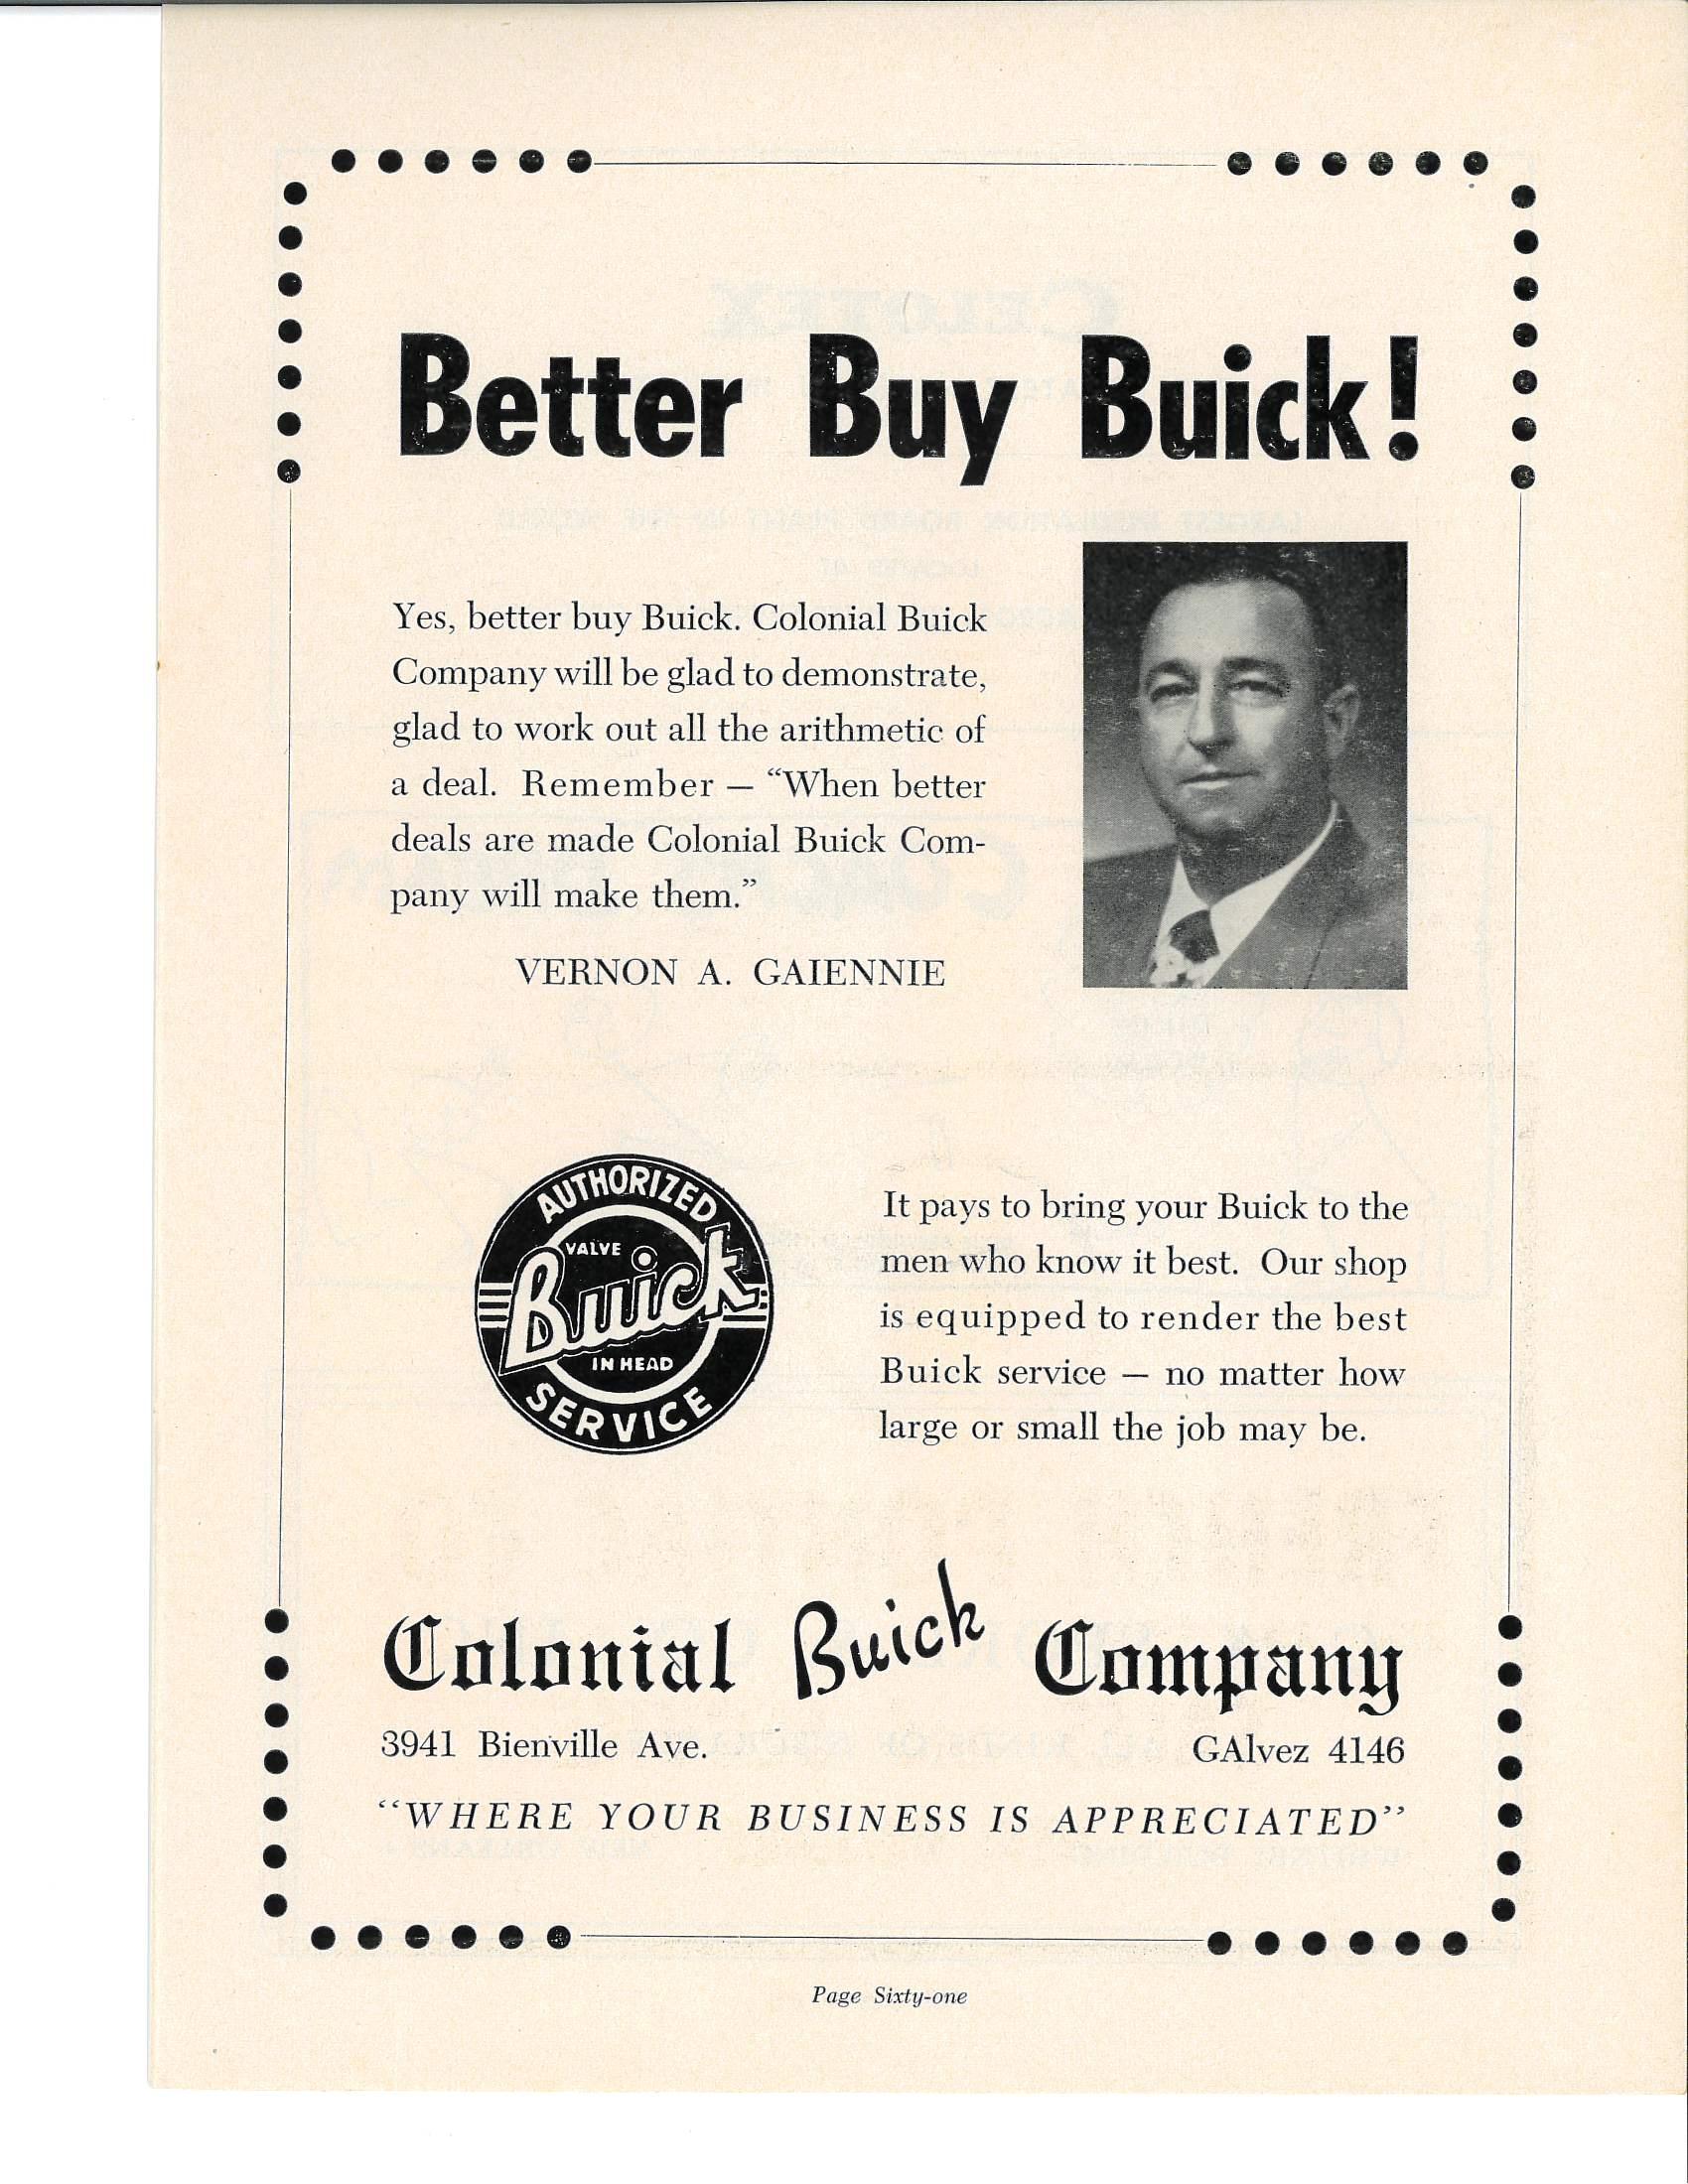 Better Buy Buick!
Yes, better buy Buick. Colonial Buick
Company will be glad to demonstrate,
glad to work out all the arithmetic of
a deal. Remember — “When better
deals are made Colonial Buick Com-
pany will make them.”
VERNON A. GAIENNIE
AUTHORIZED
VALVE
Buick
IN HEAD
SERVICE
It pays to bring your Buick to the
men who know it best. Our shop
is equipped to render the best
Buick service — no matter how
large or small the job may be.
Colonial Buick Company
3941 Bienville Ave. GAlvez 4146
“WHERE YOUR BUSINESS IS APPRECIATED”
Page Sixty-one